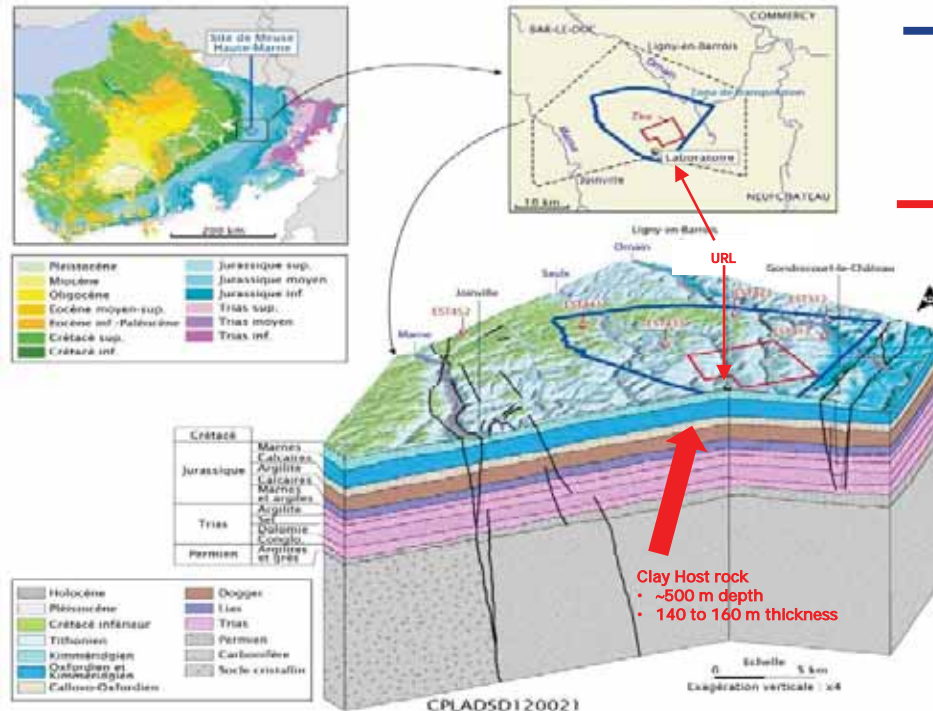 Site de Meuse
Haute-Marne
200 km
BAR-LE-DUC
COMMERCY
Ligny-en-Barrois
Ornain
Zone de transposition
Zira
Marne
Laboratoire
Joinville
NEUFCHATEAU
10 km
Pleistocène
Miocène
Oligocène
Eocène moyen-sup.
Eocène inf.-Paléocène
Crétacé sup.
Crétacé inf.
Jurassique sup.
Jurassique moyen
Jurassique inf.
Trias sup.
Trias moyen
Trias inf.
Ligny-en-Barrois
Ornain
URL
Gondrecourt-le-Château
Saulx
Joinville
EST452
Marne
Crétacé
Jurassique
Trias
Permien
Marnes
Calcaires
Argilite
Calcaires
Marnes
et argiles
Argilite
Sel
Dolomie
Conglo.
Argilites
et grès
Clay Host rock
• ~500 m depth
• 140 to 160 m thickness
Holocène
Pléistocène
Crétacé inférieur
Tithonien
Kimméridgien
Oxfordien et
Kimméridgien
Callovo-Oxfordien
Dogger
Lias
Trias
Permien
Carbonifère
Socle cristallin
Echelle
0 5 km
Exagération verticale : x4
CPLADSD120021